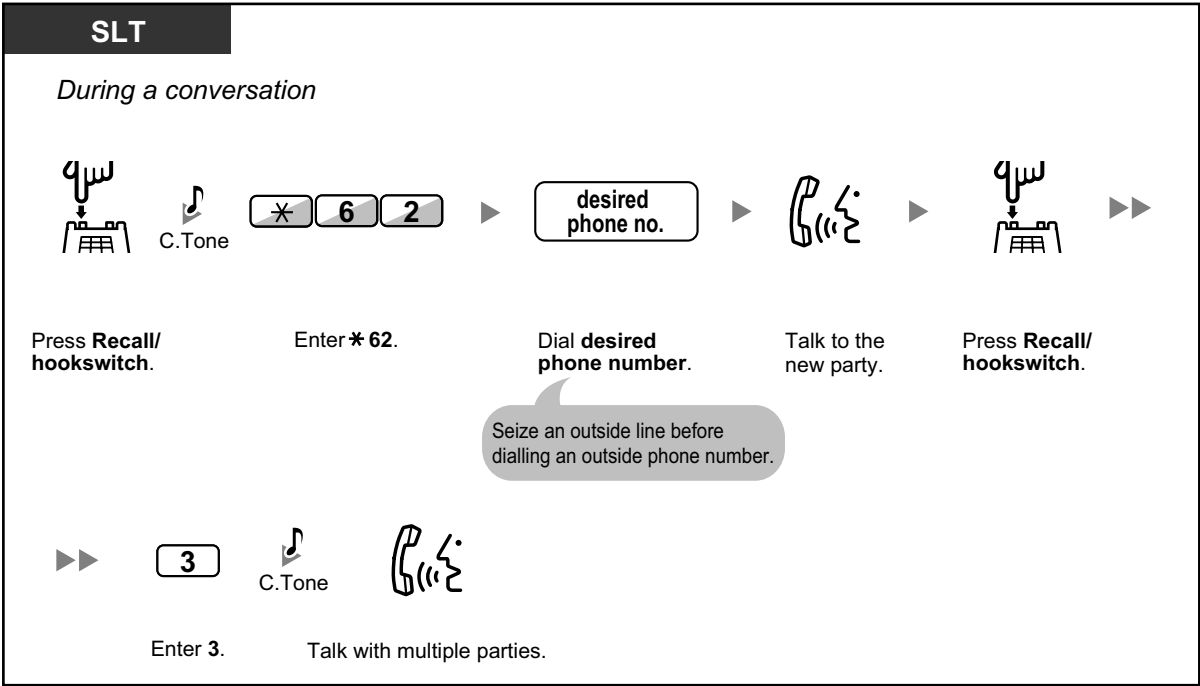 SLT
During a conversation
C.Tone
* 6 2
desired
phone no.
Press Recall/
hookswitch.
Enter * 62.
Dial desired
phone number.
Talk to the
new party.
Press Recall/
hookswitch.
Seize an outside line before
dialling an outside phone number.
3
C.Tone
Enter 3.
Talk with multiple parties.